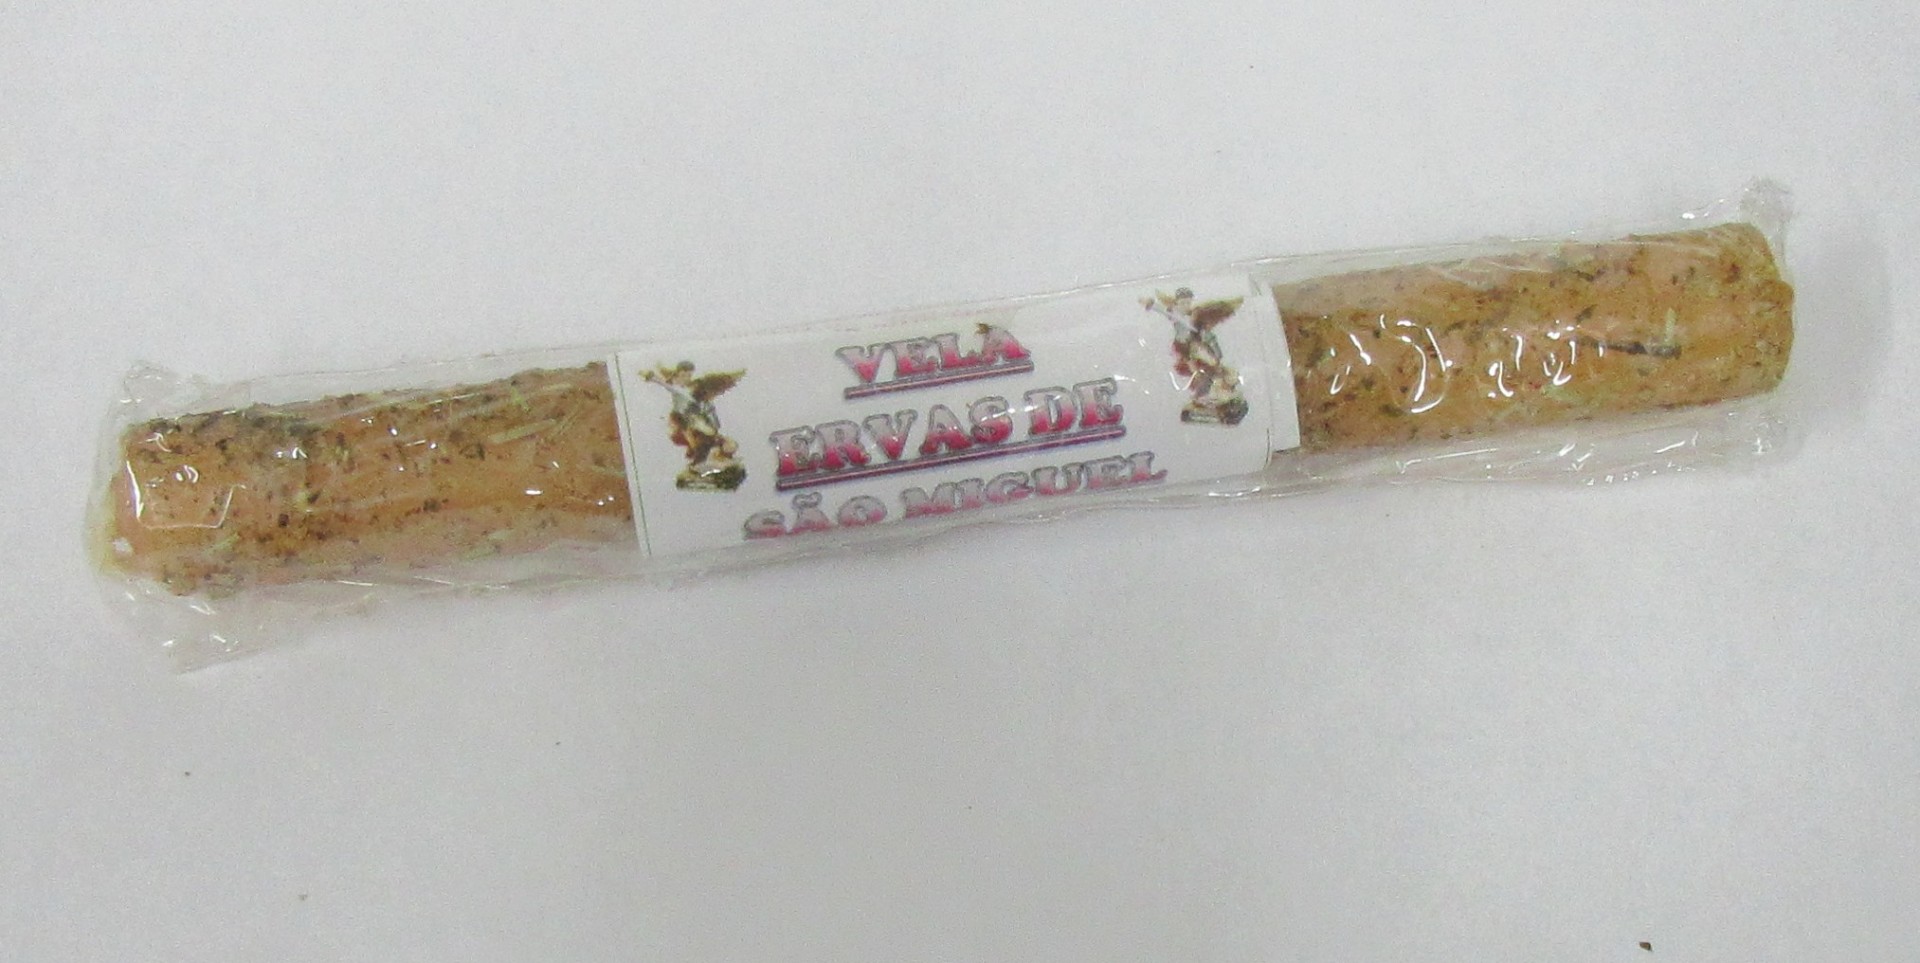 VELA
ERVAS DE
SÃO MIGUEL